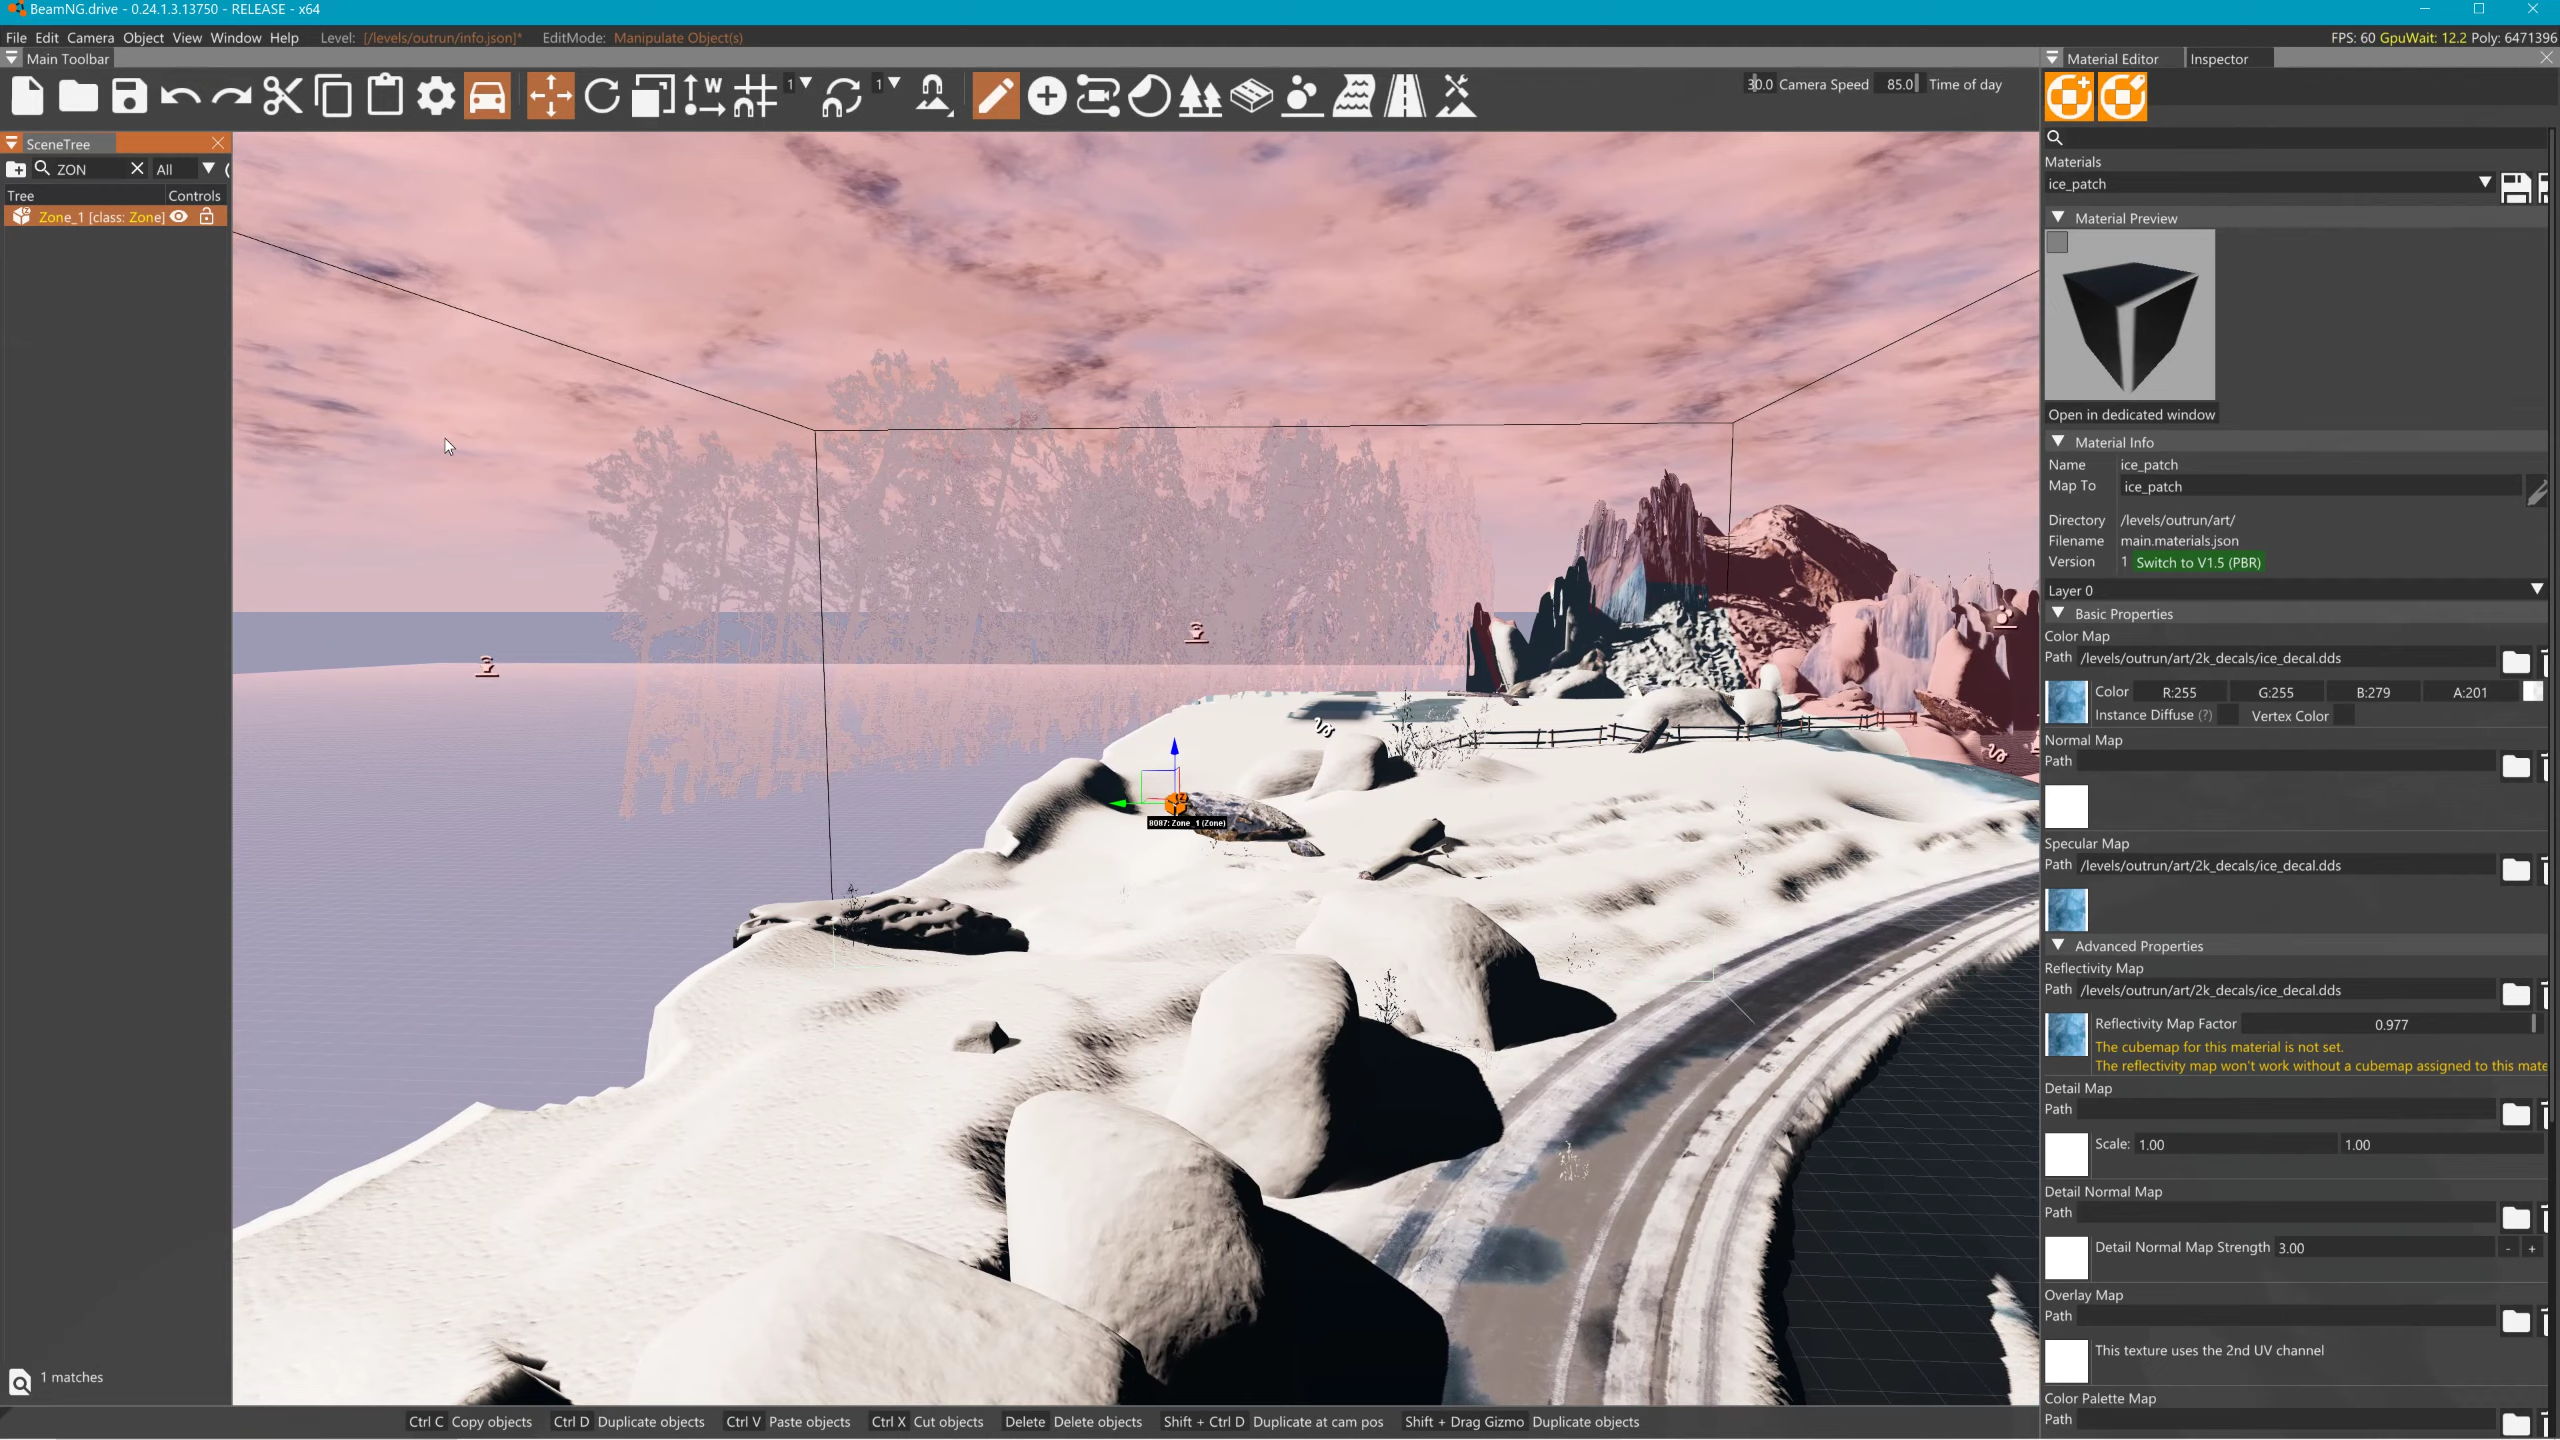 BeamNG.drive - 0.24.1.3.13750 - RELEASE - x64
File Edit Camera Object View Window Help Level: [/levels/outrun/info.json]* EditMode: Manipulate Object(s) FPS: 60 GpuWait: 12.2 Poly: 6471396
Main Toolbar
1 1 30.0 Camera Speed 85.0 Time of day
SceneTree
ZON All
Tree Controls
Zone_1 [class: Zone]
8087: Zone_1 (Zone)
1 matches
Material Editor Inspector
Materials
ice_patch
Material Preview
Open in dedicated window
Material Info
Name ice_patch
Map To ice_patch
Directory /levels/outrun/art/
Filename main.materials.json
Version 1 Switch to V1.5 (PBR)
Layer 0
Basic Properties
Color Map
Path /levels/outrun/art/2k_decals/ice_decal.dds
Color R:255 G:255 B:279 A:201
Instance Diffuse (?) Vertex Color
Normal Map
Path
Specular Map
Path /levels/outrun/art/2k_decals/ice_decal.dds
Advanced Properties
Reflectivity Map
Path /levels/outrun/art/2k_decals/ice_decal.dds
Reflectivity Map Factor 0.977
The cubemap for this material is not set.
The reflectivity map won't work without a cubemap assigned to this mate
Detail Map
Path
Scale: 1.00 1.00
Detail Normal Map
Path
Detail Normal Map Strength 3.00 - +
Overlay Map
Path
This texture uses the 2nd UV channel
Color Palette Map
Path
Ctrl C Copy objects Ctrl D Duplicate objects Ctrl V Paste objects Ctrl X Cut objects Delete Delete objects Shift + Ctrl D Duplicate at cam pos Shift + Drag Gizmo Duplicate objects